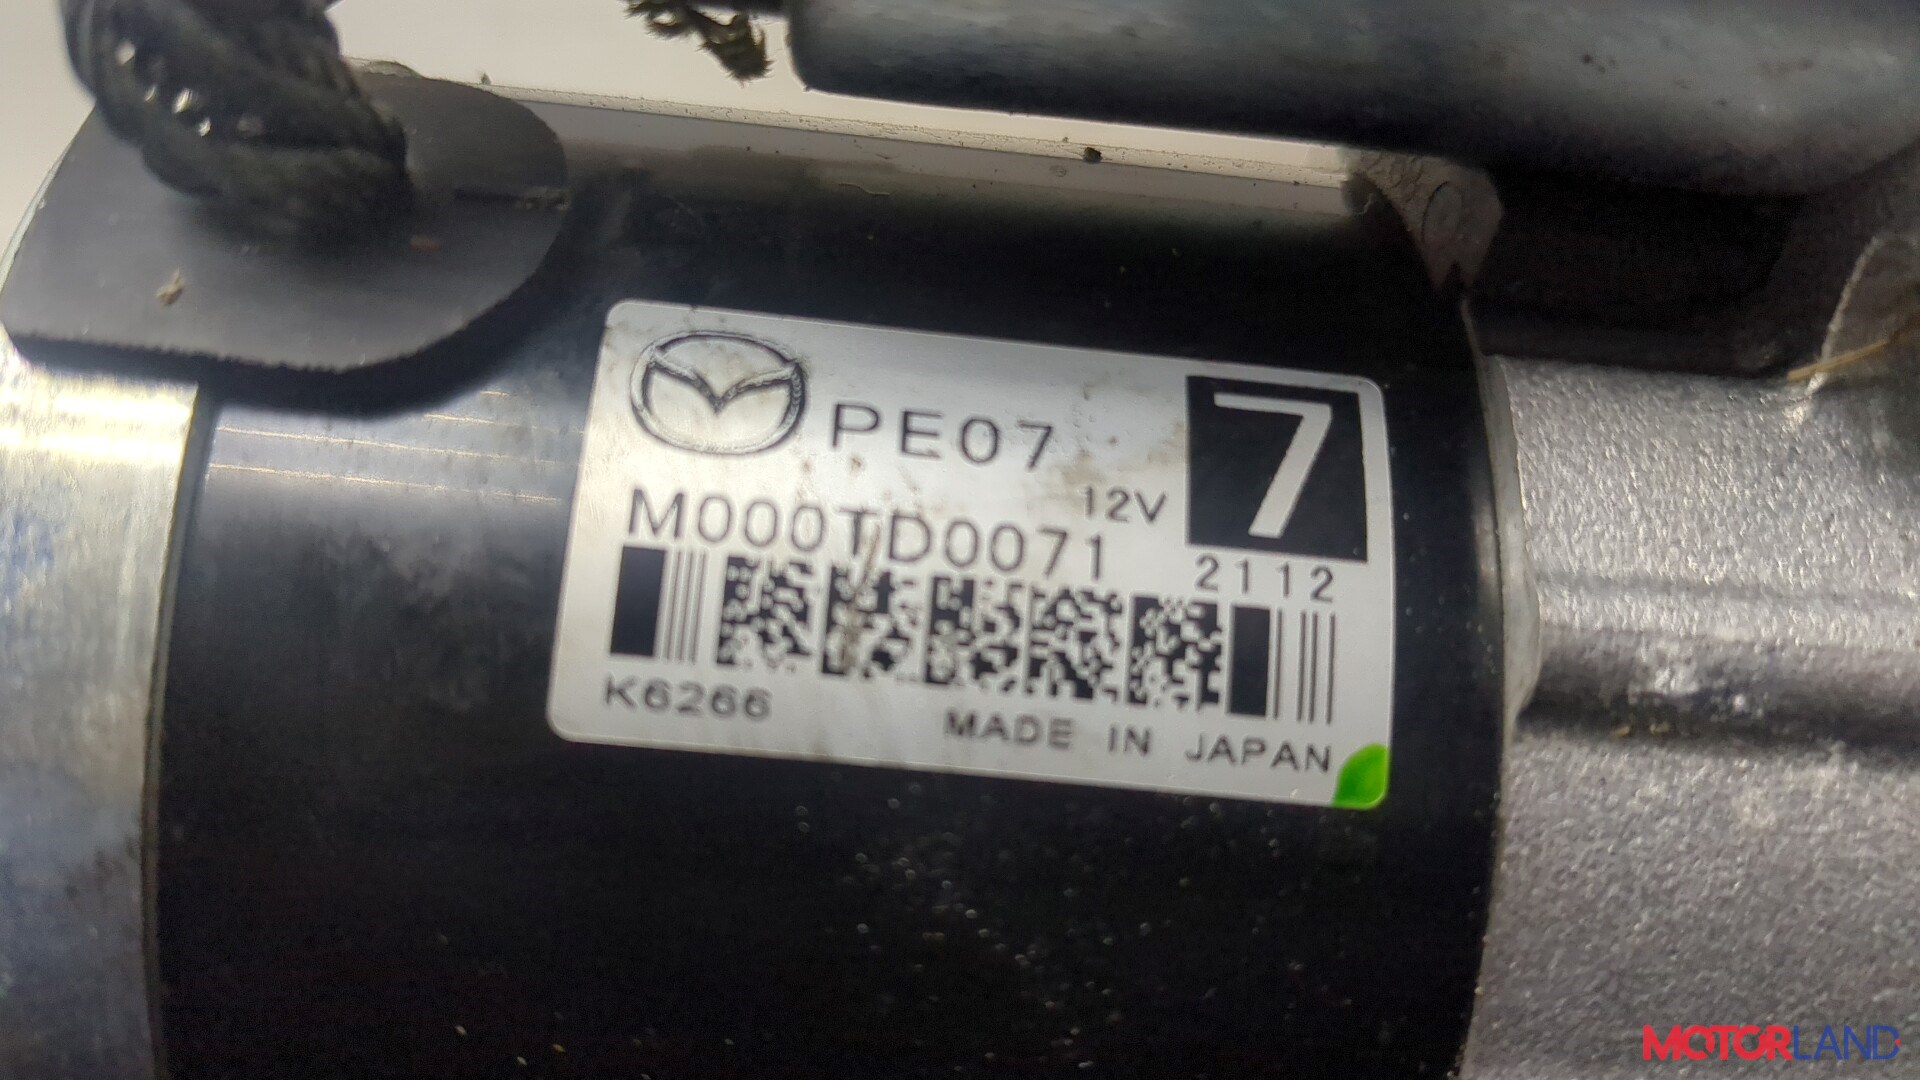 PE07
7
12V
M000TD0071
2112
K6266
MADE IN JAPAN
MOTORLAND